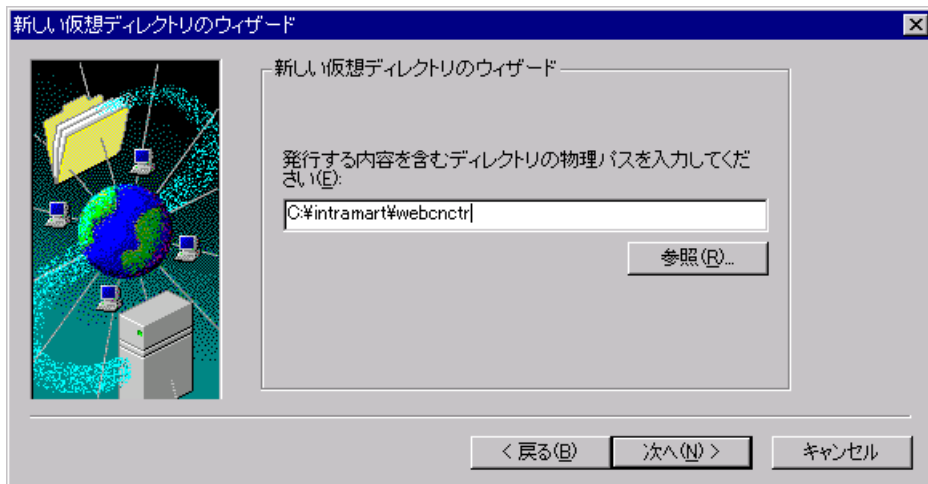 新しい仮想ディレクトリのウィザード
新しい仮想ディレクトリのウィザード
発行する内容を含むディレクトリの物理パスを入力してくだ
さい(E):
C:¥intramart¥webcnctr
参照(R)...
< 戻る(B)
次へ(N) >
キャンセル